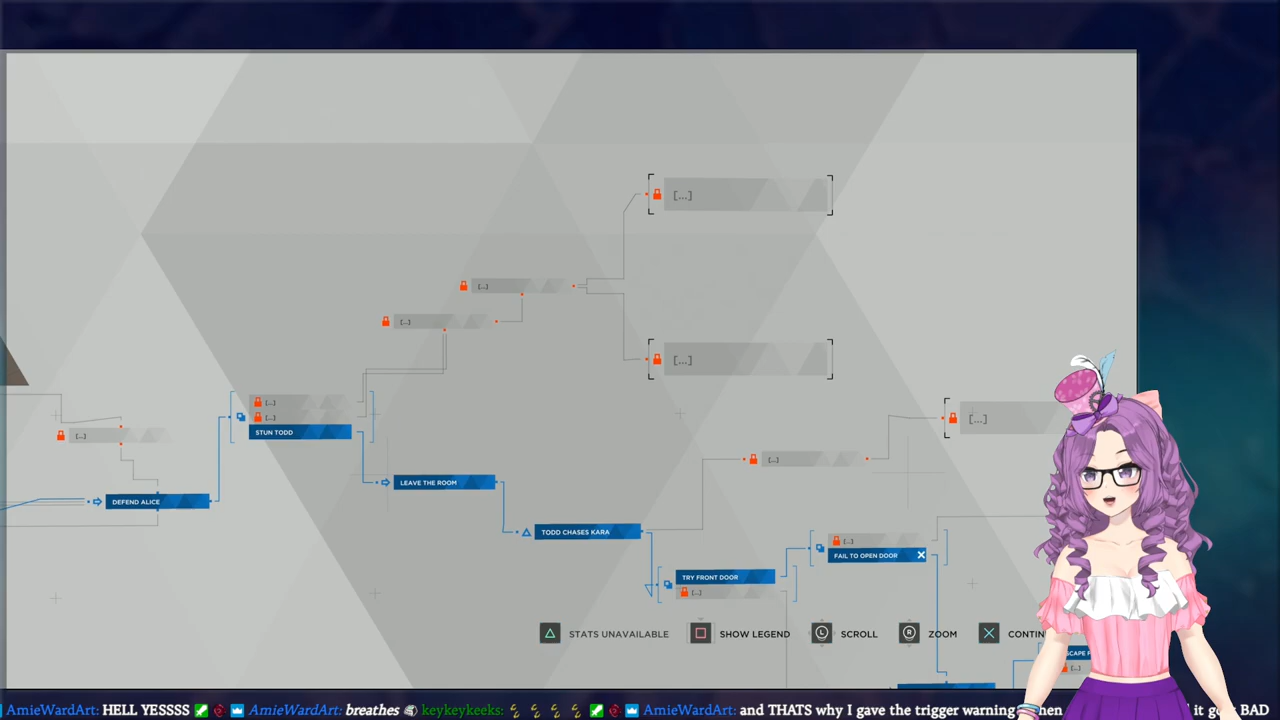 [...]
[...]
[...]
[...]
[...]
[...]
[...]
STUN TODD
[...]
[...]
LEAVE THE ROOM
DEFEND ALICE
TODD CHASES KARA
[...]
FAIL TO OPEN DOOR
TRY FRONT DOOR
[...]
STATS UNAVAILABLE
SHOW LEGEND
SCROLL
ZOOM
[...]
AmieWardArt: HELL YESSSS AmieWardArt: breathes keykeykeeks: AmieWardArt: and THATS why I gave the trigger warning BAD